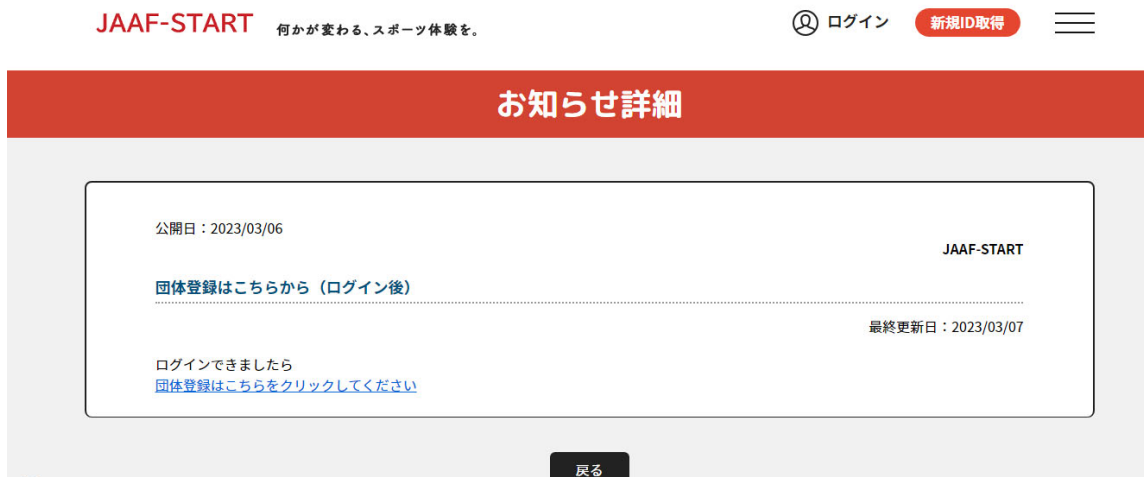 JAAF-START 何かが変わる、スポーツ体験を。 ログイン 新規ID取得
お知らせ詳細
公開日：2023/03/06
JAAF-START
団体登録はこちらから（ログイン後）
最終更新日：2023/03/07
ログインできましたら
団体登録はこちらをクリックしてください
戻る